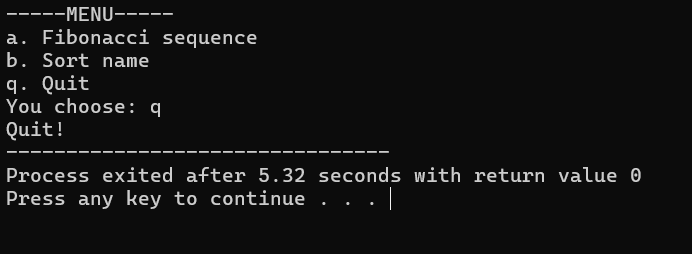 -----MENU-----
a. Fibonacci sequence
b. Sort name
q. Quit
You choose: q
Quit!
--------------------------------
Process exited after 5.32 seconds with return value 0
Press any key to continue . . .